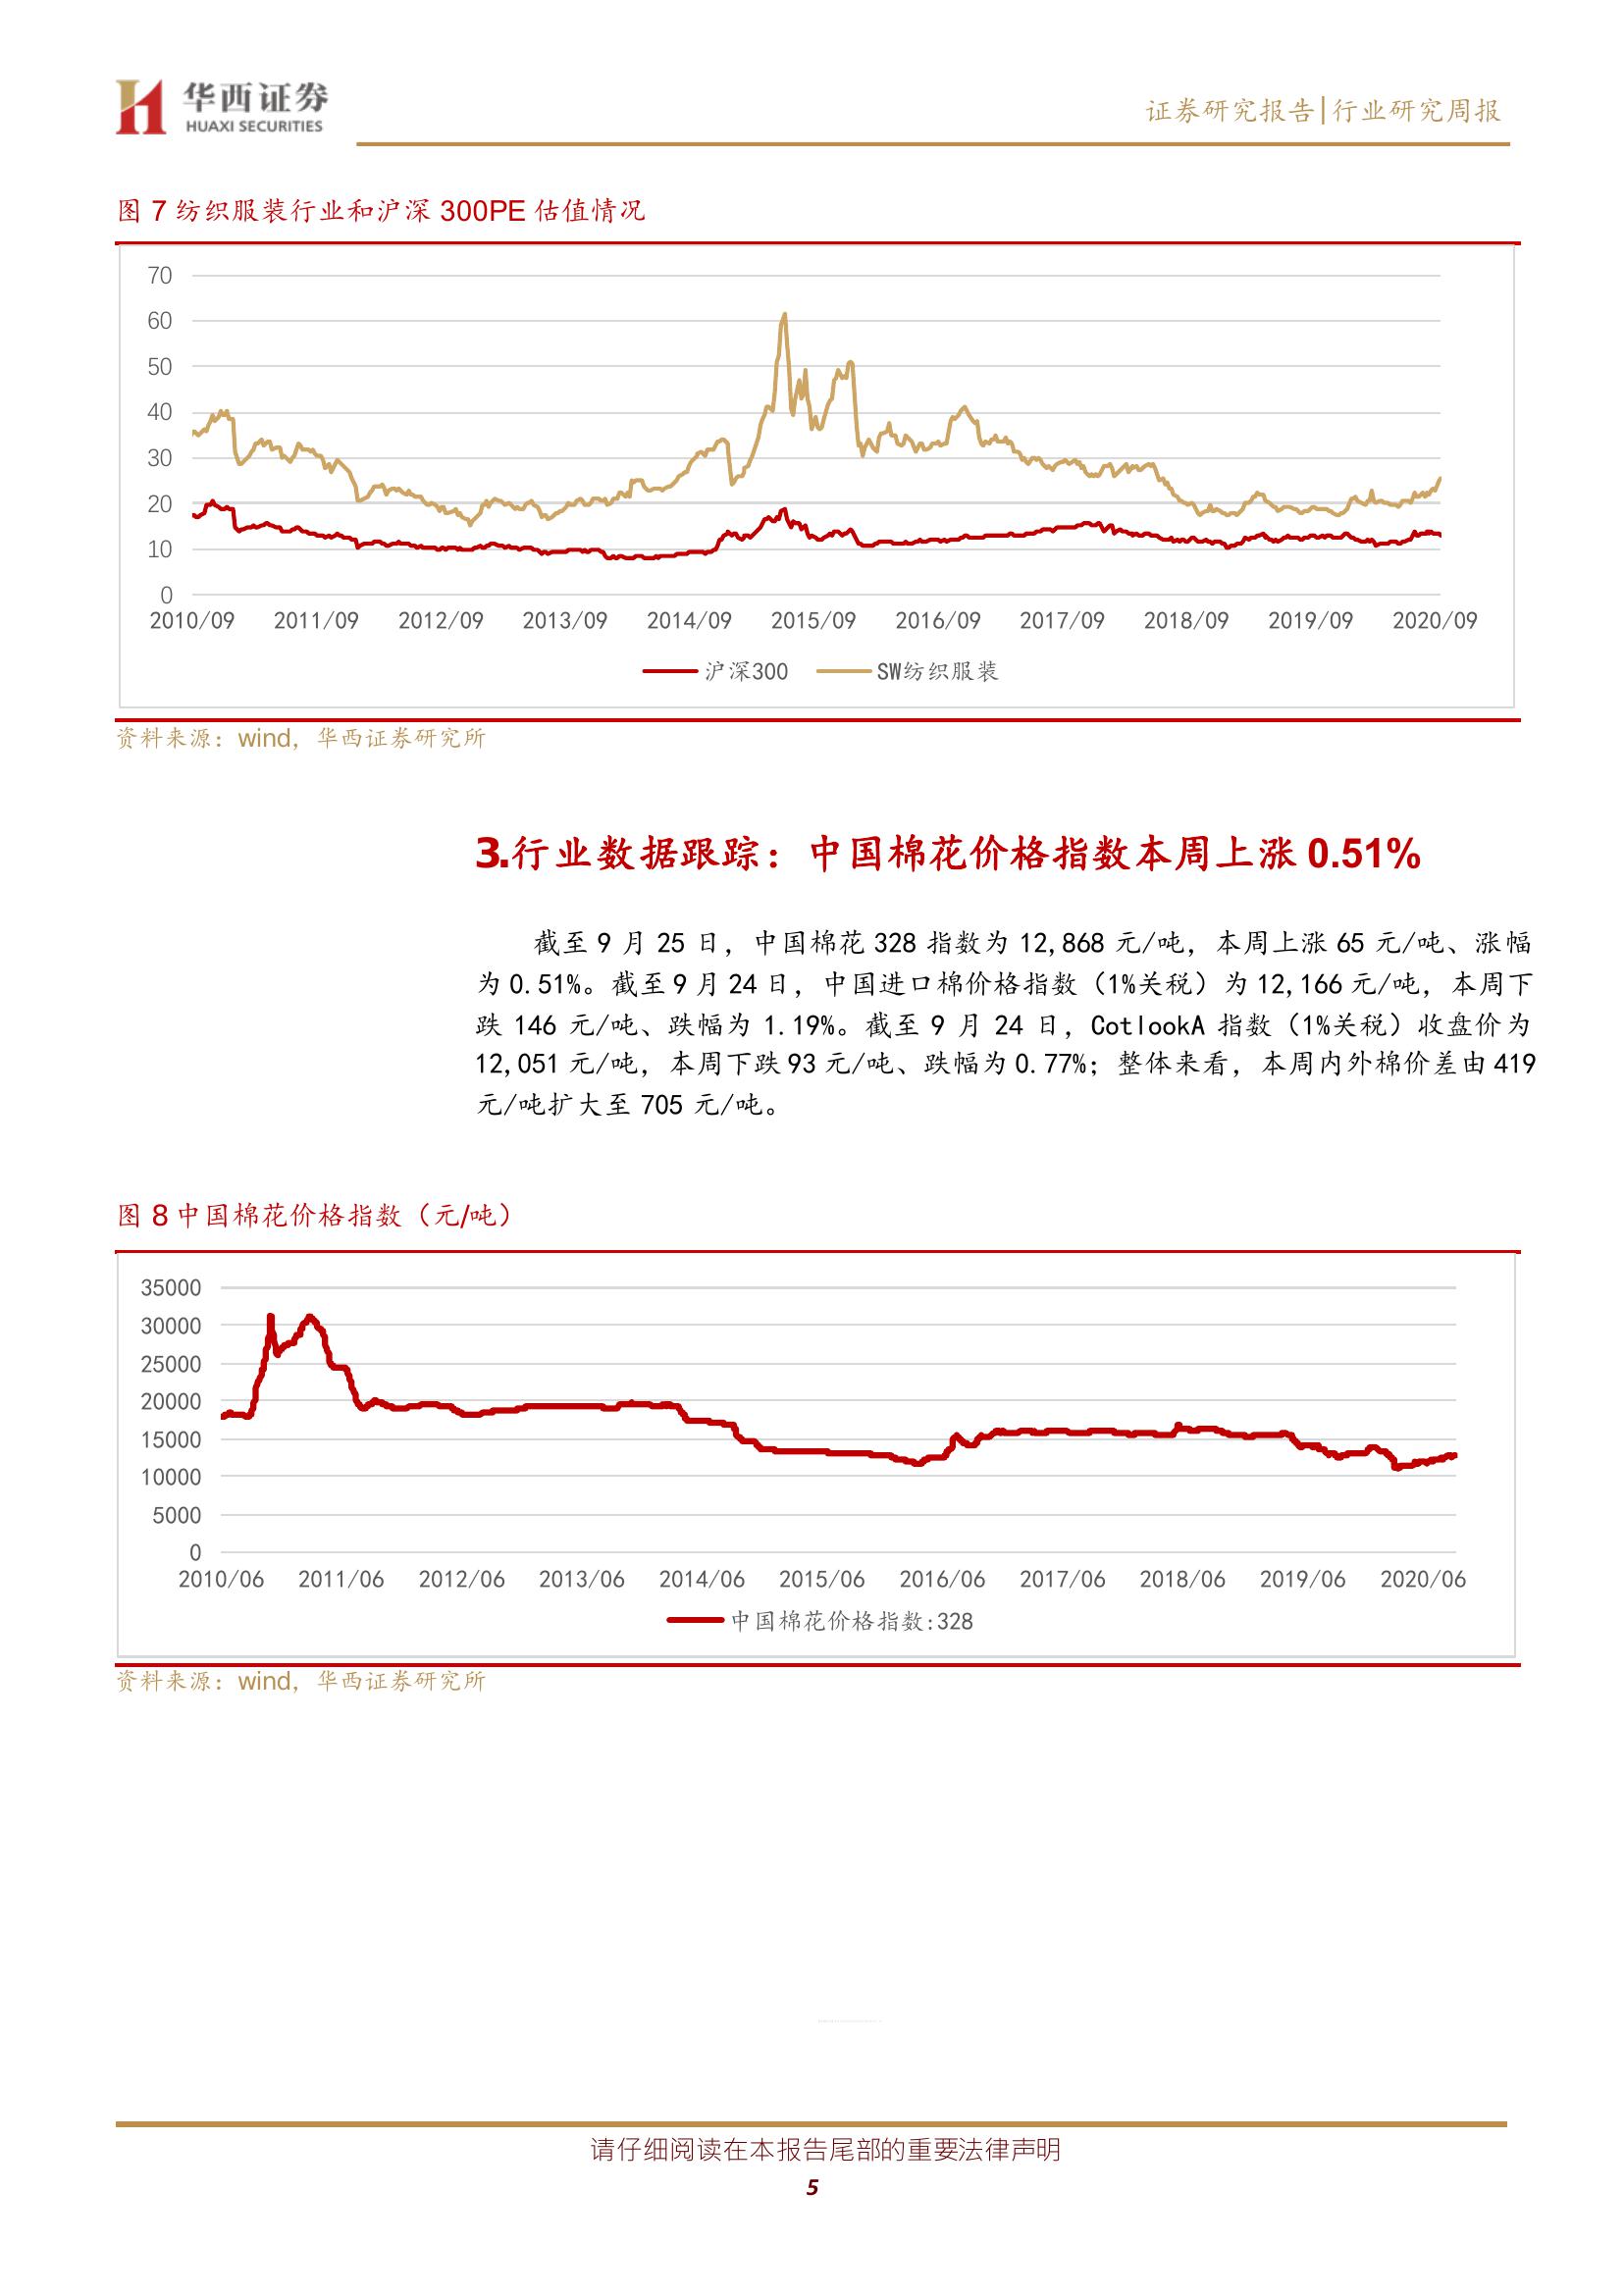 华西证券
HUAXI SECURITIES
证券研究报告|行业研究周报
图 7 纺织服装行业和沪深 300PE 估值情况
70
60
50
40
30
20
10
0
2010/09 2011/09 2012/09 2013/09 2014/09 2015/09 2016/09 2017/09 2018/09 2019/09 2020/09
沪深300 SW纺织服装
资料来源：wind，华西证券研究所
3.行业数据跟踪：中国棉花价格指数本周上涨 0.51%
截至 9 月 25 日，中国棉花 328 指数为 12,868 元/吨，本周上涨 65 元/吨、涨幅
为 0.51%。截至 9 月 24 日，中国进口棉价格指数（1%关税）为 12,166 元/吨，本周下
跌 146 元/吨、跌幅为 1.19%。截至 9 月 24 日，CotlookA 指数（1%关税）收盘价为
12,051 元/吨，本周下跌 93 元/吨、跌幅为 0.77%；整体来看，本周内外棉价差由 419
元/吨扩大至 705 元/吨。
图 8 中国棉花价格指数（元/吨）
35000
30000
25000
20000
15000
10000
5000
0
2010/06 2011/06 2012/06 2013/06 2014/06 2015/06 2016/06 2017/06 2018/06 2019/06 2020/06
中国棉花价格指数:328
资料来源：wind，华西证券研究所
请仔细阅读在本报告尾部的重要法律声明
5